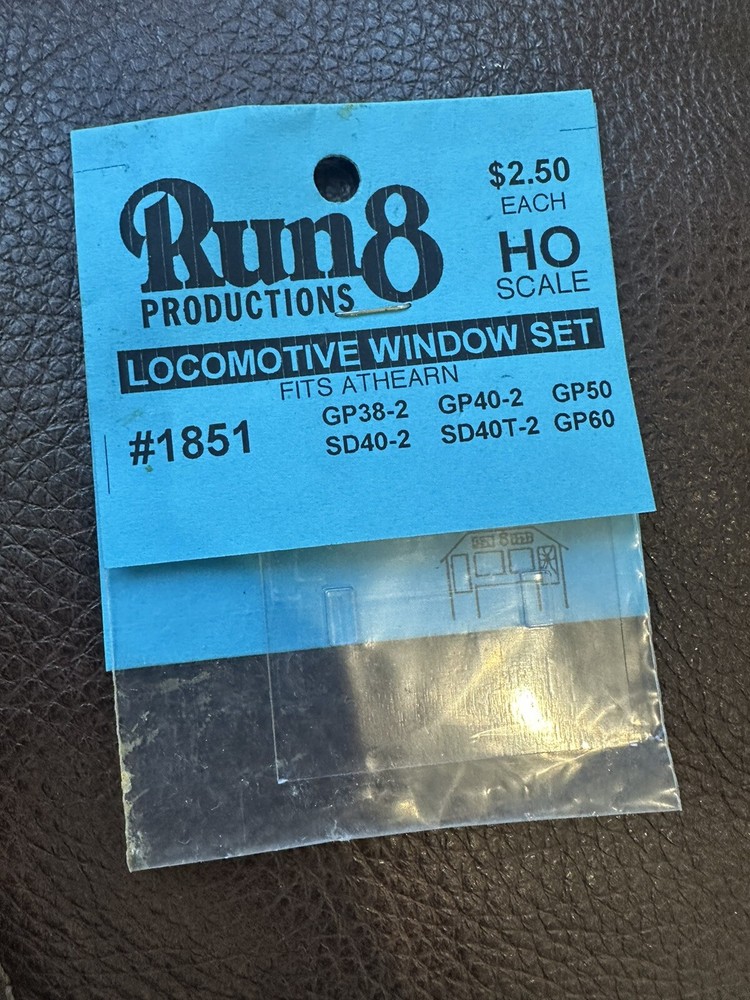 Run8
PRODUCTIONS
$2.50
EACH
HO
SCALE
LOCOMOTIVE WINDOW SET
FITS ATHEARN
#1851
GP38-2 GP40-2 GP50
SD40-2 SD40T-2 GP60